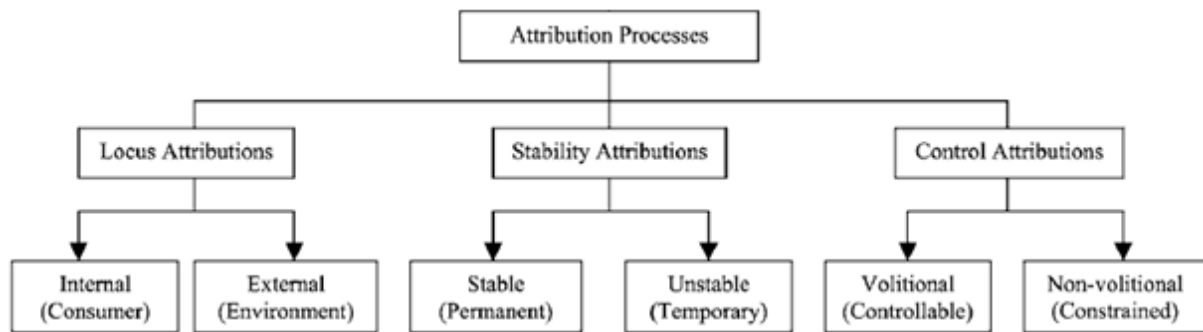 Attribution Processes
Locus Attributions
Stability Attributions
Control Attributions
Internal
(Consumer)
External
(Environment)
Stable
(Permanent)
Unstable
(Temporary)
Volitional
(Controllable)
Non-volitional
(Constrained)